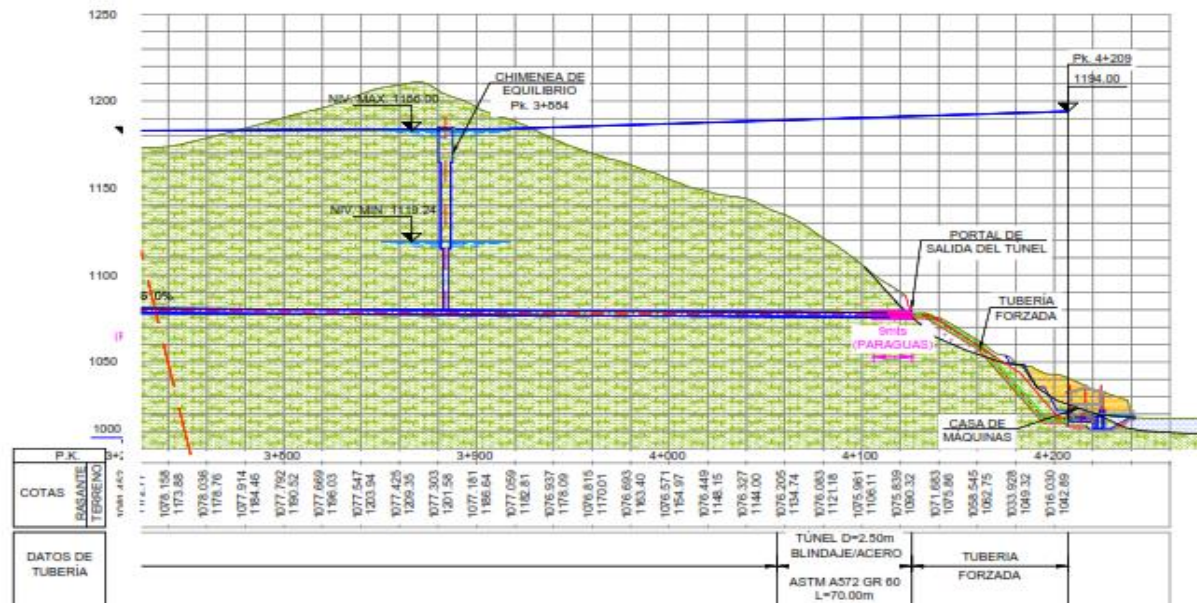 1250
1200
1150
1100
1050
1000
Pk. 4+209
1194.00
CHIMENEA DE
EQUILIBRIO
Pk. 3+884
NIV. MAX. 1186.00
NIV. MIN. 1119.24
PORTAL DE
SALIDA DEL TÚNEL
TUBERÍA
FORZADA
9mts
(PARAGUAS)
CASA DE
MÁQUINAS
P.K.
3+800
3+900
4+000
4+100
4+200
COTAS
RASANTE
TERRENO
1078.158
1173.88
1078.036
1178.76
1077.914
1184.46
1077.792
1190.52
1077.669
1196.03
1077.547
1203.94
1077.425
1209.35
1077.303
1201.58
1077.181
1186.64
1077.059
1182.81
1076.937
1178.09
1076.815
1170.01
1076.693
1163.40
1076.571
1154.97
1076.449
1148.15
1076.327
1144.00
1076.205
1134.74
1076.083
1121.18
1075.961
1106.11
1075.839
1090.32
1071.683
1075.86
1058.545
1062.75
1033.928
1049.32
1016.030
1042.89
DATOS DE
TUBERÍA
TÚNEL D=2.50m
BLINDAJE/ACERO
ASTM A572 GR 60
L=70.00m
TUBERIA
FORZADA